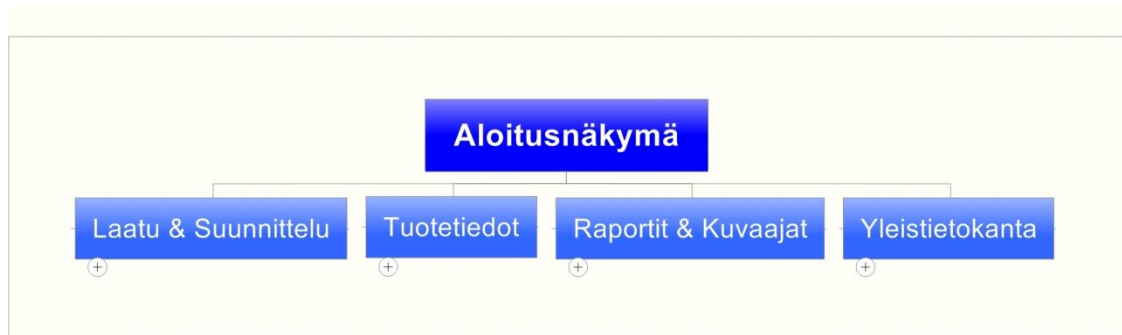 Aloitusnäkymä
Laatu & Suunnittelu
Tuotetiedot
Raportit & Kuvaajat
Yleistietokanta